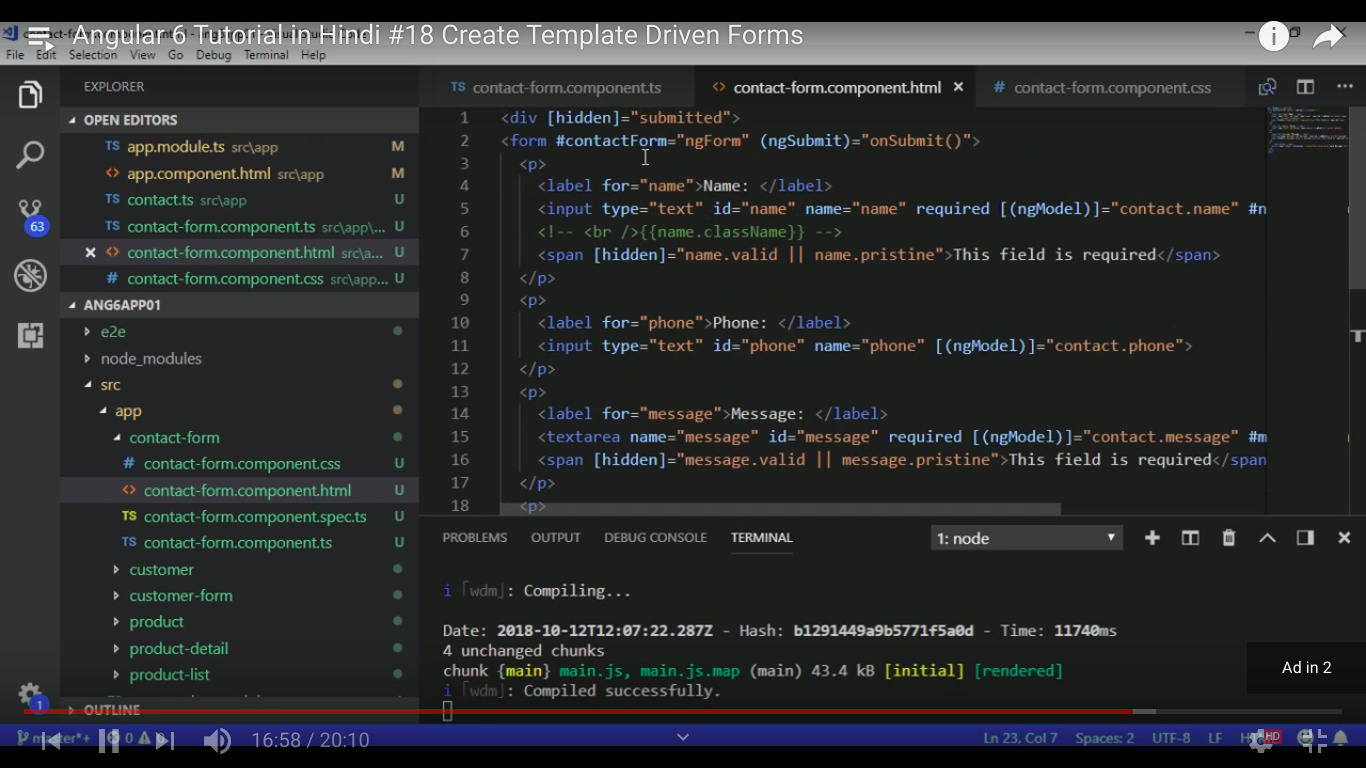 Angular 6 Tutorial in Hindi #18 Create Template Driven Forms
File Edit Selection View Go Debug Terminal Help
EXPLORER
OPEN EDITORS
TS app.module.ts src\app M
<> app.component.html src\app M
TS contact.ts src\app U
TS contact-form.component.ts src\app\... U
<> contact-form.component.html src\a... U
# contact-form.component.css src\app... U
63
ANG6APP01
e2e
node_modules
src
app
contact-form
# contact-form.component.css U
<> contact-form.component.html U
TS contact-form.component.spec.ts U
TS contact-form.component.ts U
customer
customer-form
product
product-detail
product-list
1
OUTLINE
TS contact-form.component.ts
<> contact-form.component.html ×
# contact-form.component.css
1 <div [hidden]="submitted">
2 <form #contactForm="ngForm" (ngSubmit)="onSubmit()">
3 <p>
4 <label for="name">Name: </label>
5 <input type="text" id="name" name="name" required [(ngModel)]="contact.name" #n
6 <!-- <br />{{name.className}} -->
7 <span [hidden]="name.valid || name.pristine">This field is required</span>
8 </p>
9 <p>
10 <label for="phone">Phone: </label>
11 <input type="text" id="phone" name="phone" [(ngModel)]="contact.phone">
12 </p>
13 <p>
14 <label for="message">Message: </label>
15 <textarea name="message" id="message" required [(ngModel)]="contact.message" #m
16 <span [hidden]="message.valid || message.pristine">This field is required</span
17 </p>
18 <p>
PROBLEMS OUTPUT DEBUG CONSOLE TERMINAL 1: node
i ｢wdm｣: Compiling...
Date: 2018-10-12T12:07:22.287Z - Hash: b1291449a9b5771f5a0d - Time: 11740ms
4 unchanged chunks
chunk {main} main.js, main.js.map (main) 43.4 kB [initial] [rendered]
i ｢wdm｣: Compiled successfully.
Ad in 2
16:58 / 20:10
Ln 23, Col 7 Spaces: 2 UTF-8 LF
HD